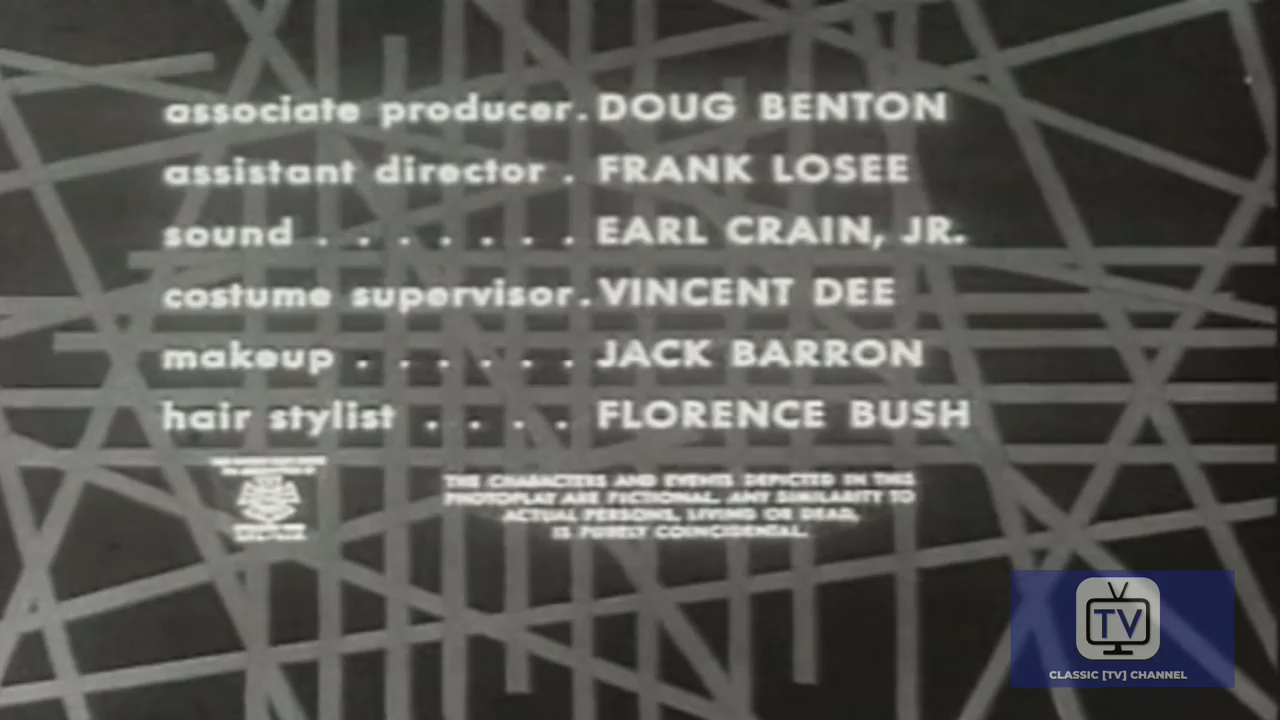 associate producer. DOUG BENTON
assistant director . FRANK LOSEE
sound . . . . . . . EARL CRAIN, JR.
costume supervisor. VINCENT DEE
makeup . . . . . . JACK BARRON
hair stylist . . . . FLORENCE BUSH
THE CHARACTERS AND EVENTS DEPICTED IN THIS
PHOTOPLAY ARE FICTIONAL. ANY SIMILARITY TO
ACTUAL PERSONS, LIVING OR DEAD,
IS PURELY COINCIDENTAL.
TV
CLASSIC [TV] CHANNEL